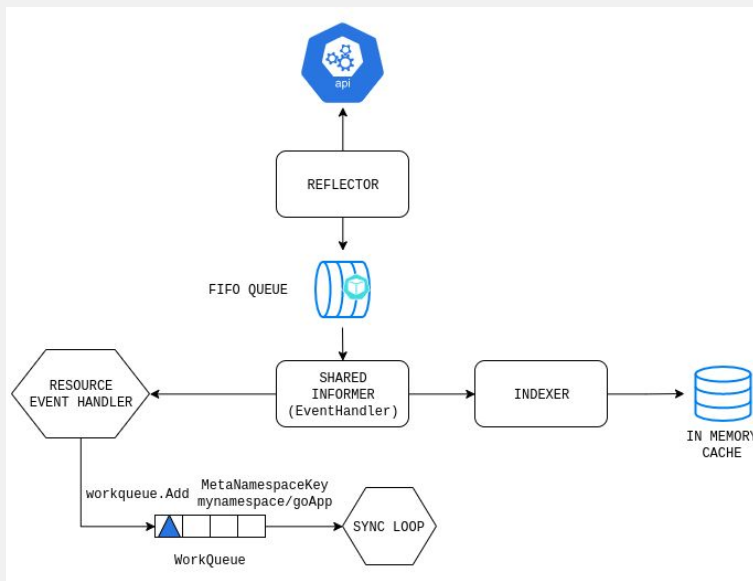 api
REFLECTOR
FIFO QUEUE
SHARED
INFORMER
(EventHandler)
RESOURCE
EVENT HANDLER
INDEXER
IN MEMORY
CACHE
workqueue.Add
MetaNamespaceKey
mynamespace/goApp
SYNC LOOP
WorkQueue